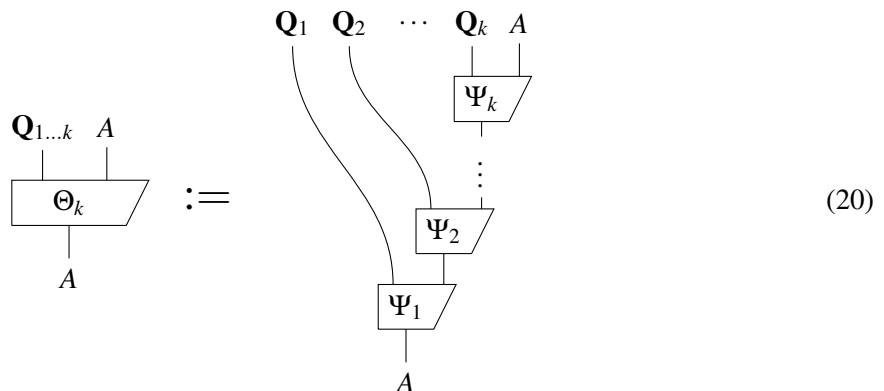 𝐐₁ 𝐐₂ ⋯ 𝐐ₖ A
Ψₖ
𝐐₁...ₖ A
Θₖ := ⋮ (20)
Ψ₂
A
Ψ₁
A